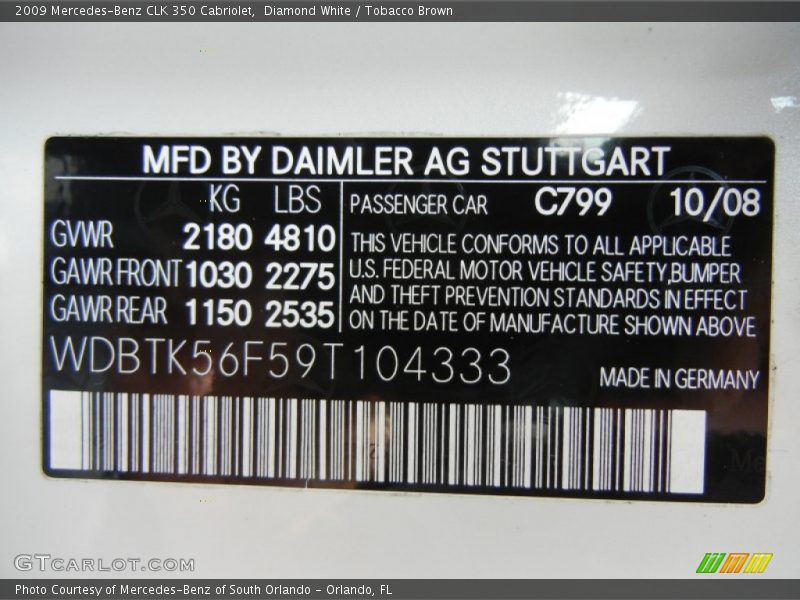 2009 Mercedes-Benz CLK 350 Cabriolet,  Diamond White / Tobacco Brown
MFD BY DAIMLER AG STUTTGART
KG LBS
PASSENGER CAR C799 10/08
GVWR 2180 4810
GAWR FRONT 1030 2275
GAWR REAR 1150 2535
THIS VEHICLE CONFORMS TO ALL APPLICABLE
U.S. FEDERAL MOTOR VEHICLE SAFETY,BUMPER
AND THEFT PREVENTION STANDARDS IN EFFECT
ON THE DATE OF MANUFACTURE SHOWN ABOVE
WDBTK56F59T104333
MADE IN GERMANY
GTCARLOT.COM
Photo Courtesy of Mercedes-Benz of South Orlando - Orlando, FL